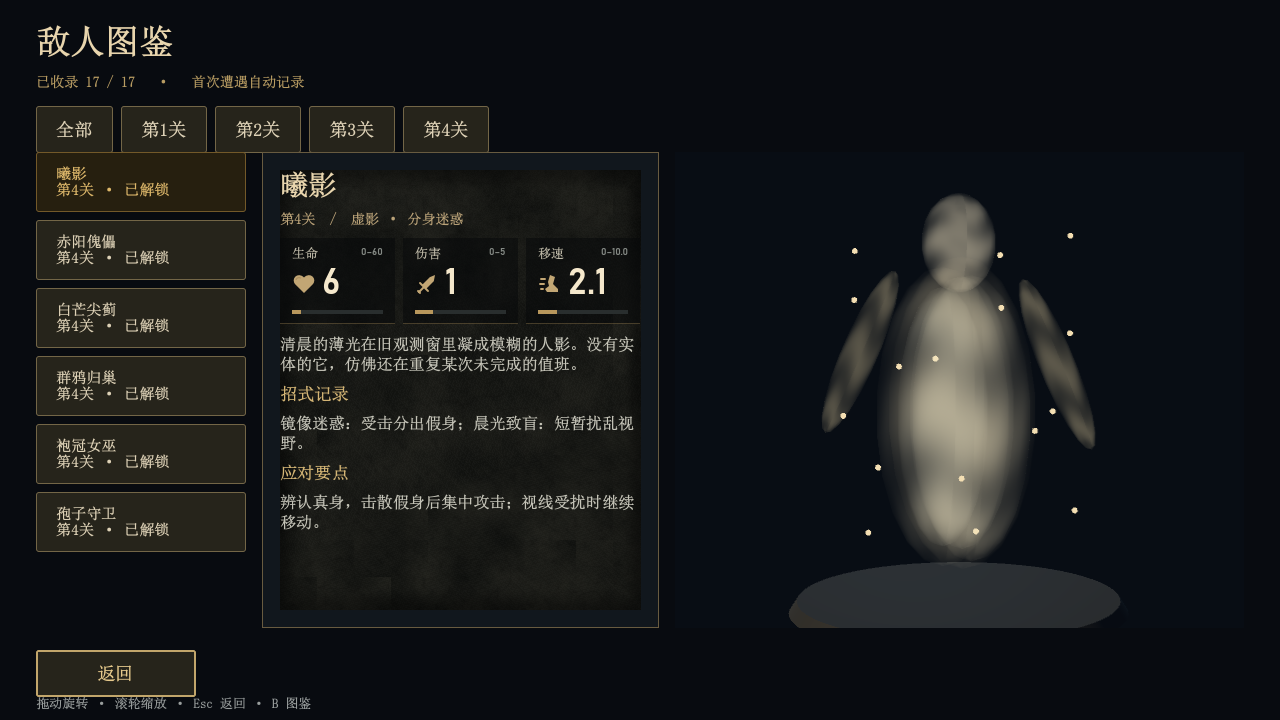 敌人图鉴
已收录 17 / 17 • 首次遭遇自动记录
全部
第1关
第2关
第3关
第4关
曦影
第4关 • 已解锁
赤阳傀儡
第4关 • 已解锁
白芒尖蓟
第4关 • 已解锁
群鸦归巢
第4关 • 已解锁
袍冠女巫
第4关 • 已解锁
孢子守卫
第4关 • 已解锁
曦影
第4关 / 虚影 • 分身迷惑
生命 0–60
6
伤害 0–5
1
移速 0–10.0
2.1
清晨的薄光在旧观测窗里凝成模糊的人影。没有实
体的它，仿佛还在重复某次未完成的值班。
招式记录
镜像迷惑：受击分出假身；晨光致盲：短暂扰乱视
野。
应对要点
辨认真身，击散假身后集中攻击；视线受扰时继续
移动。
返回
拖动旋转 • 滚轮缩放 • Esc 返回 • B 图鉴